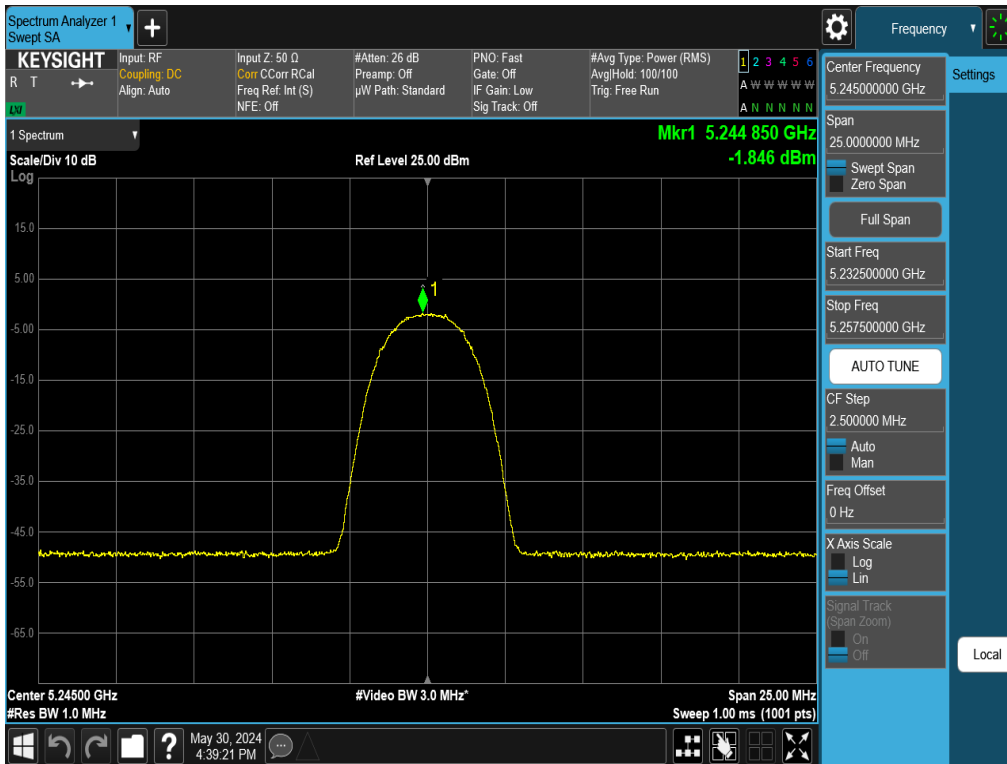 Spectrum Analyzer 1
Swept SA
+
Frequency
KEYSIGHT
R T
LXI
Input: RF
Coupling: DC
Align: Auto
Input Z: 50 Ω
Corr CCorr RCal
Freq Ref: Int (S)
NFE: Off
#Atten: 26 dB
Preamp: Off
µW Path: Standard
PNO: Fast
Gate: Off
IF Gain: Low
Sig Track: Off
#Avg Type: Power (RMS)
Avg|Hold: 100/100
Trig: Free Run
1 2 3 4 5 6
A W W W W W
A N N N N N
1 Spectrum
Scale/Div 10 dB
Log
Ref Level 25.00 dBm
Mkr1 5.244 850 GHz
-1.846 dBm
15.0
5.00
-5.00
-15.0
-25.0
-35.0
-45.0
-55.0
-65.0
1
Center 5.24500 GHz
#Res BW 1.0 MHz
#Video BW 3.0 MHz*
Span 25.00 MHz
Sweep 1.00 ms (1001 pts)
Center Frequency
5.245000000 GHz
Span
25.0000000 MHz
Swept Span
Zero Span
Full Span
Start Freq
5.232500000 GHz
Stop Freq
5.257500000 GHz
AUTO TUNE
CF Step
2.500000 MHz
Auto
Man
Freq Offset
0 Hz
X Axis Scale
Log
Lin
Signal Track
(Span Zoom)
On
Off
Settings
Local
?
May 30, 2024
4:39:21 PM